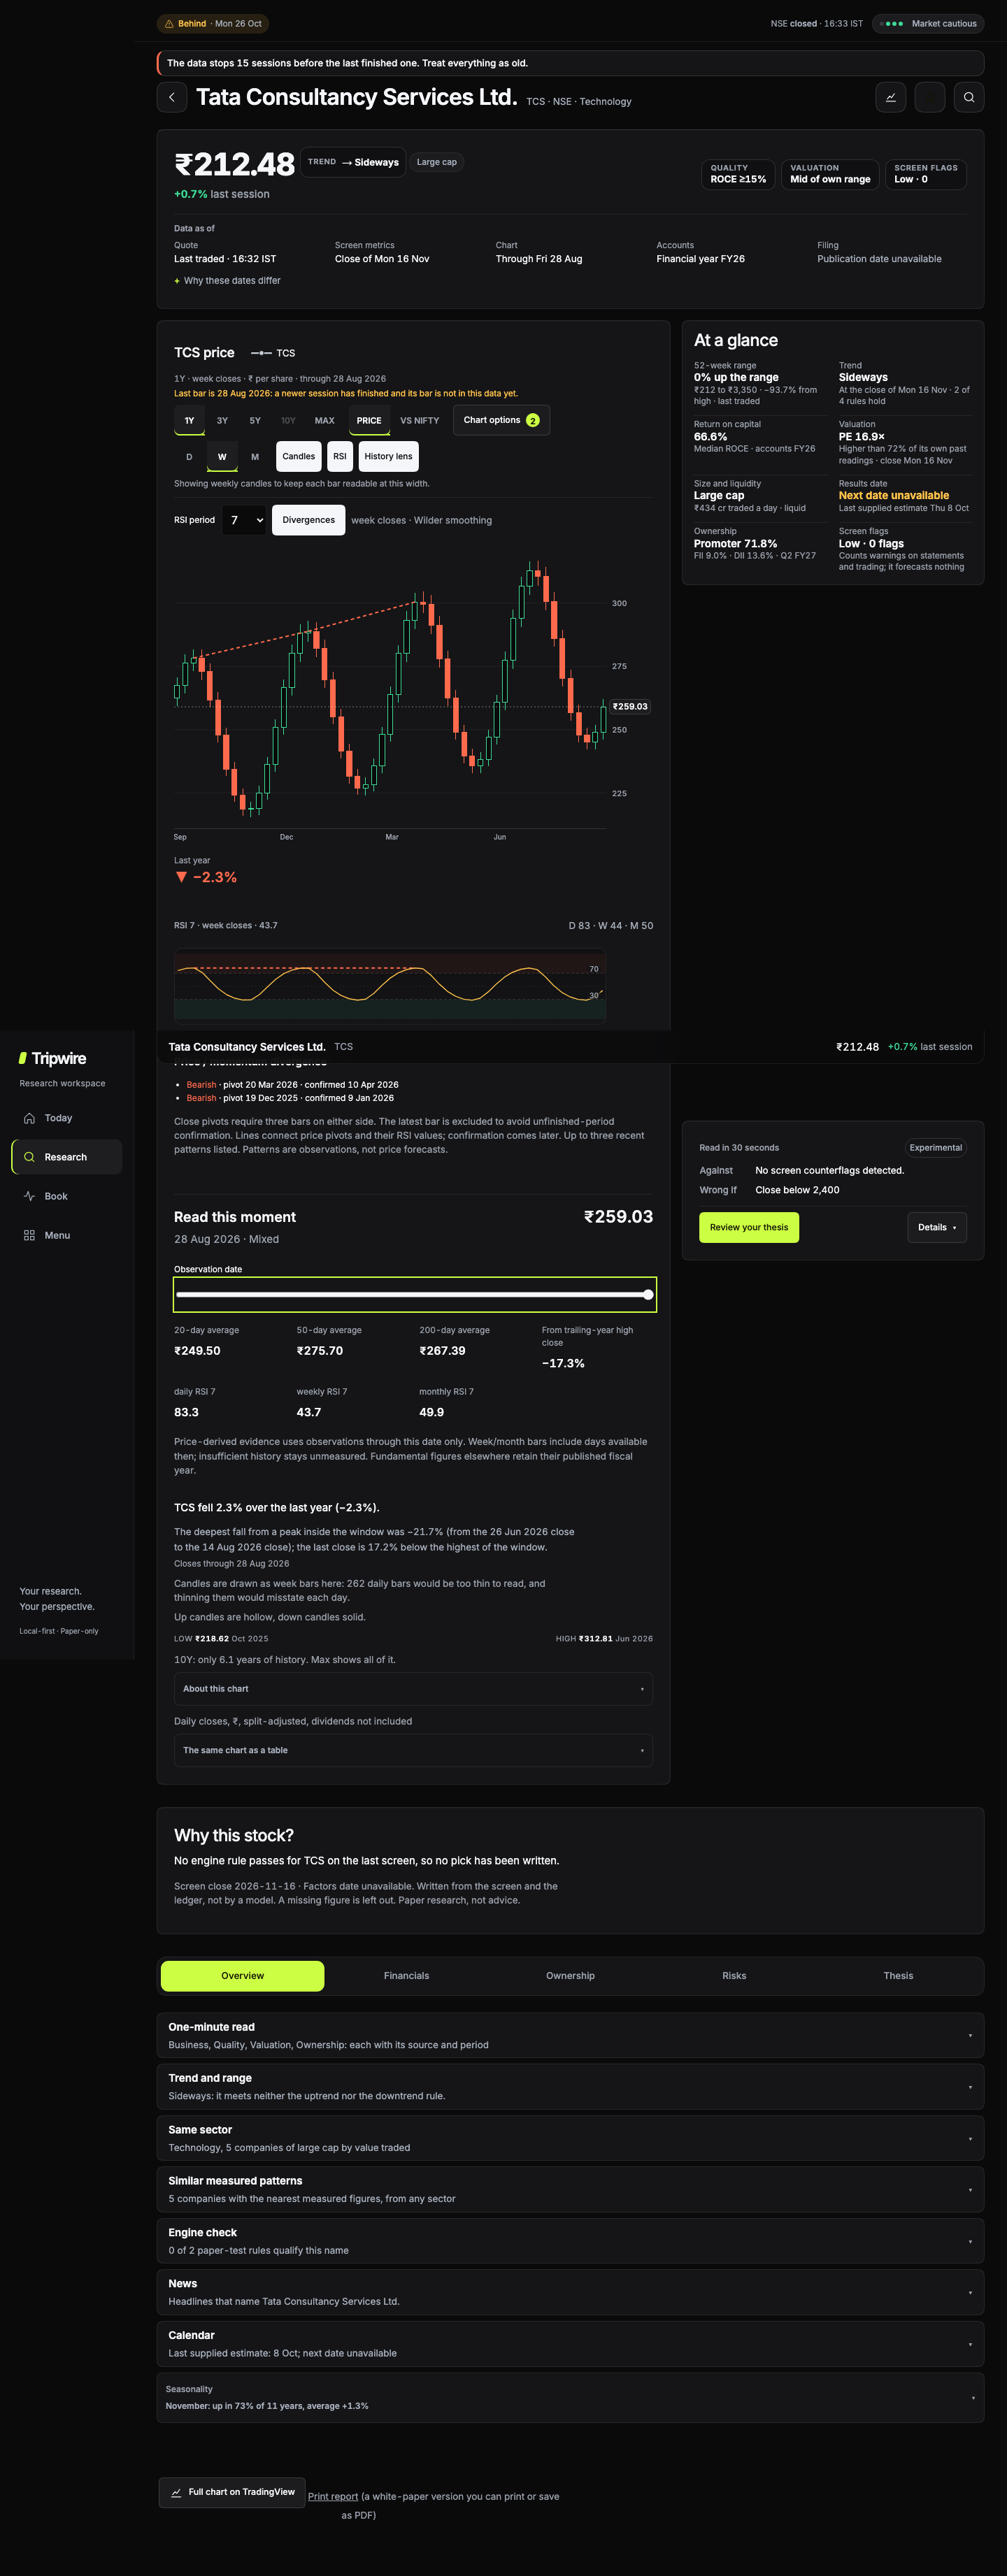 Behind · Mon 26 Oct
NSE closed · 16:33 IST
Market cautious
The data stops 15 sessions before the last finished one. Treat everything as old.
Tata Consultancy Services Ltd. TCS · NSE · Technology
₹212.48
TREND → Sideways
Large cap
+0.7% last session
QUALITY
ROCE ≥15%
VALUATION
Mid of own range
SCREEN FLAGS
Low · 0
Data as of
Quote
Last traded · 16:32 IST
Screen metrics
Close of Mon 16 Nov
Chart
Through Fri 28 Aug
Accounts
Financial year FY26
Filing
Publication date unavailable
+ Why these dates differ
TCS price
TCS
1Y · week closes · ₹ per share · through 28 Aug 2026
Last bar is 28 Aug 2026: a newer session has finished and its bar is not in this data yet.
1Y 3Y 5Y 10Y MAX PRICE VS NIFTY Chart options 2
D W M Candles RSI History lens
Showing weekly candles to keep each bar readable at this width.
RSI period 7 Divergences week closes · Wilder smoothing
300
275
₹259.03
250
225
Sep Dec Mar Jun
Last year
▼ −2.3%
RSI 7 · week closes · 43.7
D 83 · W 44 · M 50
70
30
At a glance
52-week range
0% up the range
₹212 to ₹3,350 · −93.7% from
high · last traded
Trend
Sideways
At the close of Mon 16 Nov · 2 of
4 rules hold
Return on capital
66.6%
Median ROCE · accounts FY26
Valuation
PE 16.9×
Higher than 72% of its own past
readings · close Mon 16 Nov
Size and liquidity
Large cap
₹434 cr traded a day · liquid
Results date
Next date unavailable
Last supplied estimate Thu 8 Oct
Ownership
Promoter 71.8%
FII 9.0% · DII 13.6% · Q2 FY27
Screen flags
Low · 0 flags
Counts warnings on statements
and trading; it forecasts nothing
Tripwire
Research workspace
Today
Research
Book
Menu
Your research.
Your perspective.
Local-first · Paper-only
Tata Consultancy Services Ltd. TCS
₹212.48 +0.7% last session
Bearish · pivot 20 Mar 2026 · confirmed 10 Apr 2026
Bearish · pivot 19 Dec 2025 · confirmed 9 Jan 2026
Close pivots require three bars on either side. The latest bar is excluded to avoid unfinished-period
confirmation. Lines connect price pivots and their RSI values; confirmation comes later. Up to three recent
patterns listed. Patterns are observations, not price forecasts.
Read in 30 seconds
Experimental
Against No screen counterflags detected.
Wrong if Close below 2,400
Review your thesis
Details ▾
Read this moment
₹259.03
28 Aug 2026 · Mixed
Observation date
20-day average
₹249.50
50-day average
₹275.70
200-day average
₹267.39
From trailing-year high
close
−17.3%
daily RSI 7
83.3
weekly RSI 7
43.7
monthly RSI 7
49.9
Price-derived evidence uses observations through this date only. Week/month bars include days available
then; insufficient history stays unmeasured. Fundamental figures elsewhere retain their published fiscal
year.
TCS fell 2.3% over the last year (−2.3%).
The deepest fall from a peak inside the window was −21.7% (from the 26 Jun 2026 close
to the 14 Aug 2026 close); the last close is 17.2% below the highest of the window.
Closes through 28 Aug 2026
Candles are drawn as week bars here: 262 daily bars would be too thin to read, and
thinning them would misstate each day.
Up candles are hollow, down candles solid.
LOW ₹218.62 Oct 2025
HIGH ₹312.81 Jun 2026
10Y: only 6.1 years of history. Max shows all of it.
About this chart
Daily closes, ₹, split-adjusted, dividends not included
The same chart as a table
Why this stock?
No engine rule passes for TCS on the last screen, so no pick has been written.
Screen close 2026-11-16 · Factors date unavailable. Written from the screen and the
ledger, not by a model. A missing figure is left out. Paper research, not advice.
Overview Financials Ownership Risks Thesis
One-minute read
Business, Quality, Valuation, Ownership: each with its source and period
Trend and range
Sideways: it meets neither the uptrend nor the downtrend rule.
Same sector
Technology, 5 companies of large cap by value traded
Similar measured patterns
5 companies with the nearest measured figures, from any sector
Engine check
0 of 2 paper-test rules qualify this name
News
Headlines that name Tata Consultancy Services Ltd.
Calendar
Last supplied estimate: 8 Oct; next date unavailable
Seasonality
November: up in 73% of 11 years, average +1.3%
Full chart on TradingView
Print report (a white-paper version you can print or save
as PDF)